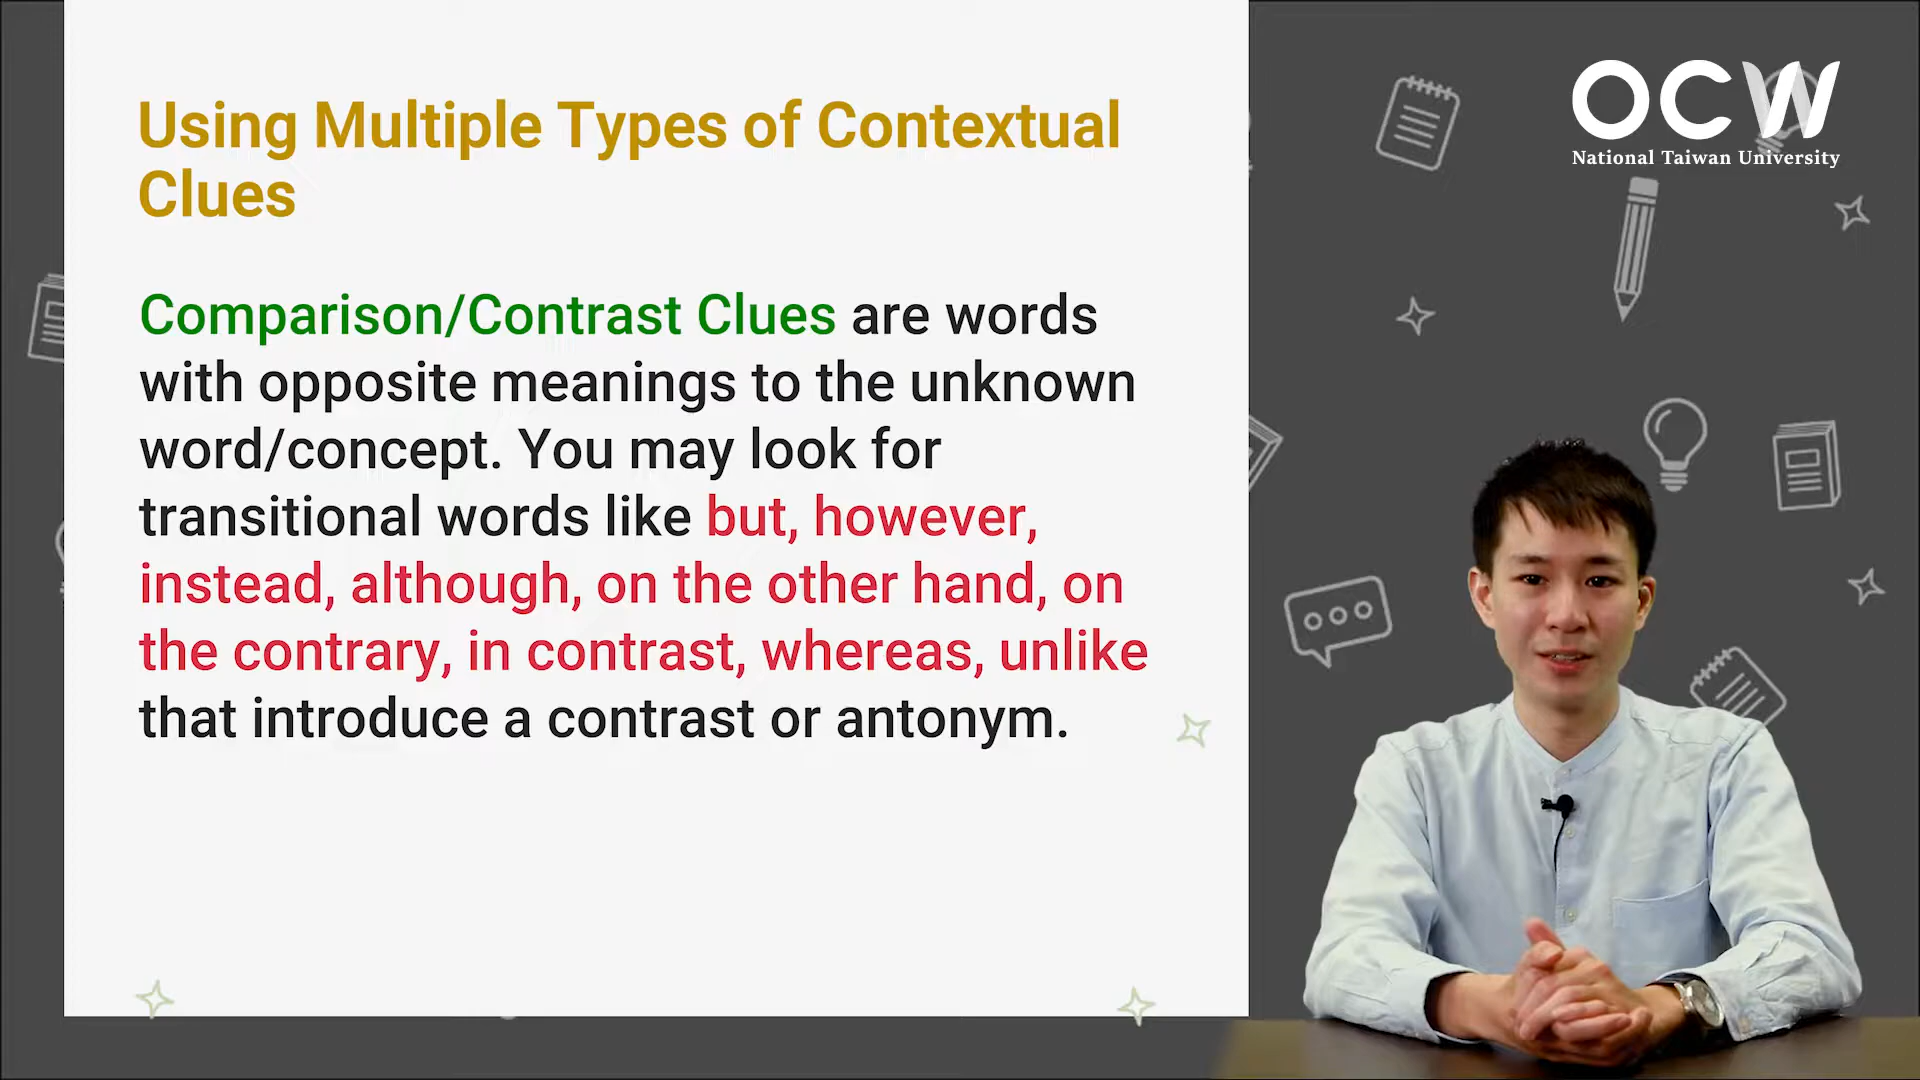 Using Multiple Types of Contextual
Clues
Comparison/Contrast Clues are words
with opposite meanings to the unknown
word/concept. You may look for
transitional words like but, however,
instead, although, on the other hand, on
the contrary, in contrast, whereas, unlike
that introduce a contrast or antonym.
OCW
National Taiwan University